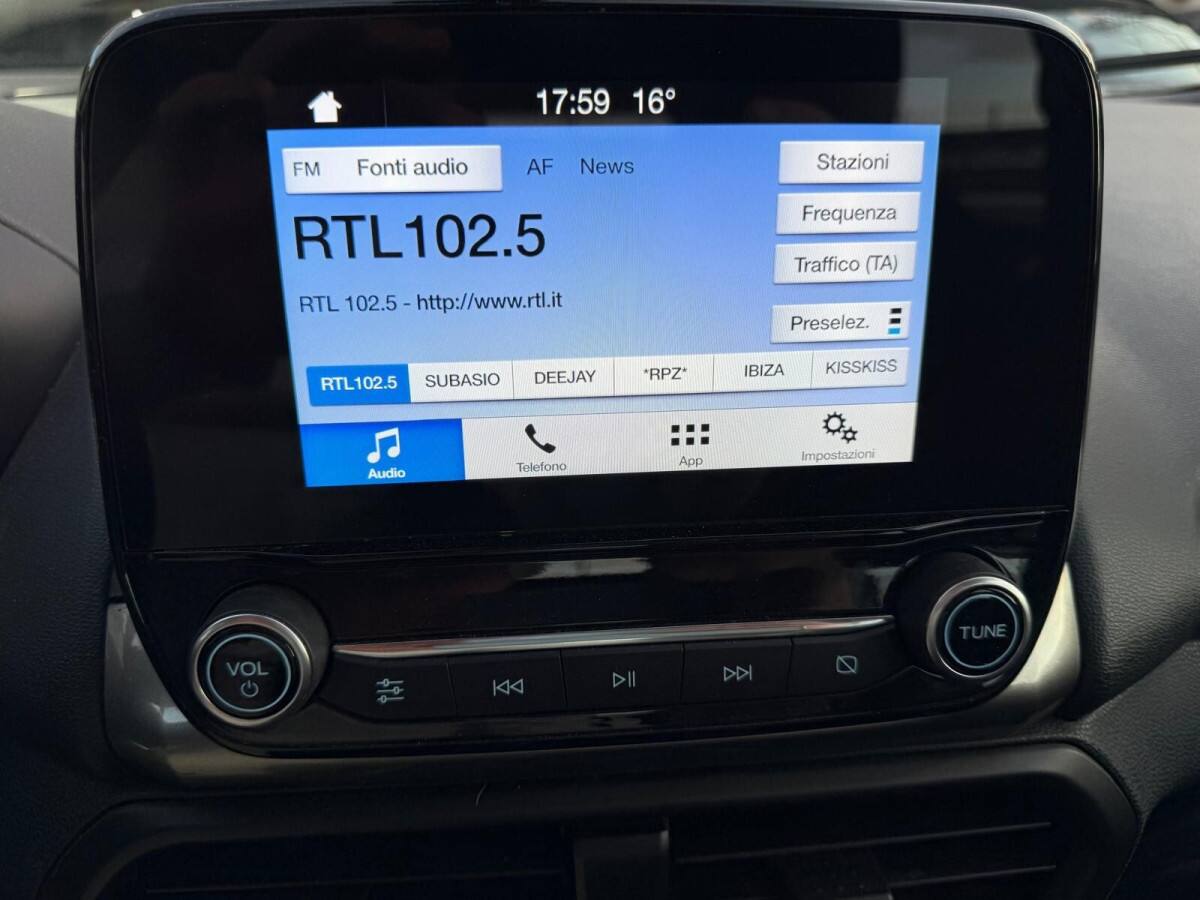 17:59 16°
FM Fonti audio AF News
Stazioni
RTL102.5
Frequenza
Traffico (TA)
RTL 102.5 - http://www.rtl.it
Preselez.
RTL102.5 SUBASIO DEEJAY *RPZ* IBIZA KISSKISS
Audio Telefono App Impostazioni
VOL
TUNE